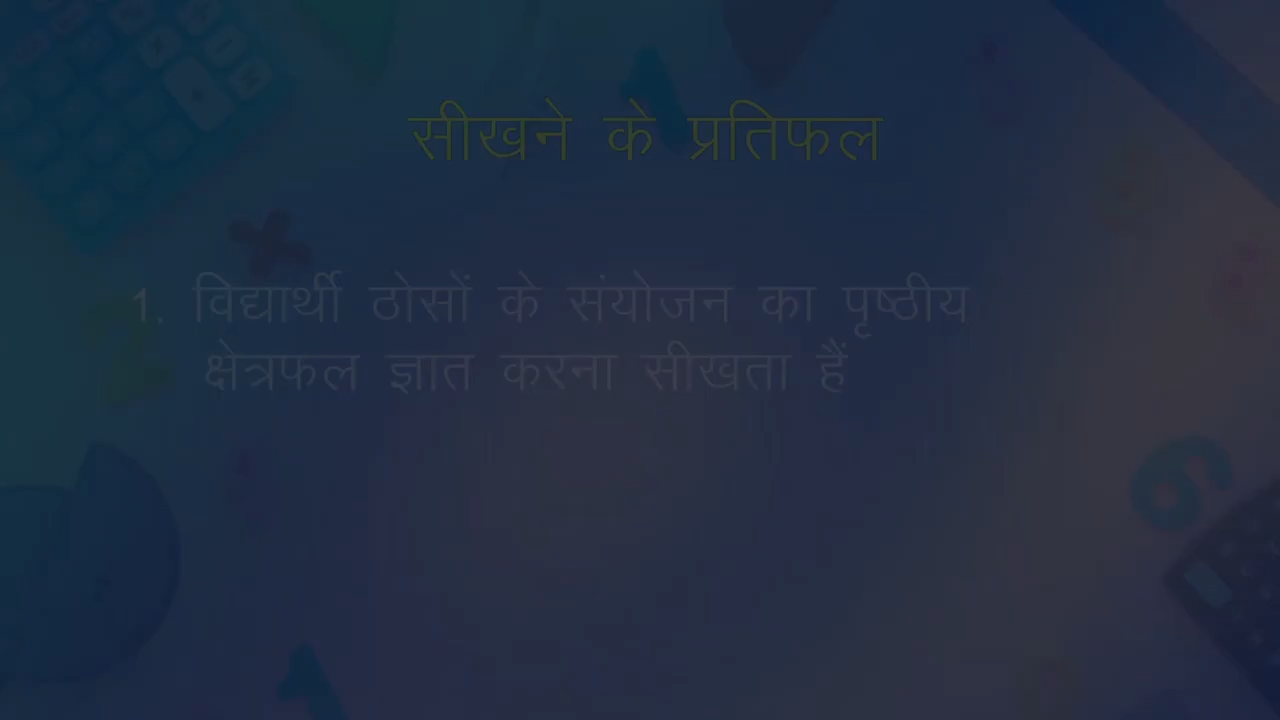 सीखने के प्रतिफल
1. विद्यार्थी ठोसों के संयोजन का पृष्ठीय
क्षेत्रफल ज्ञात करना सीखता हैं